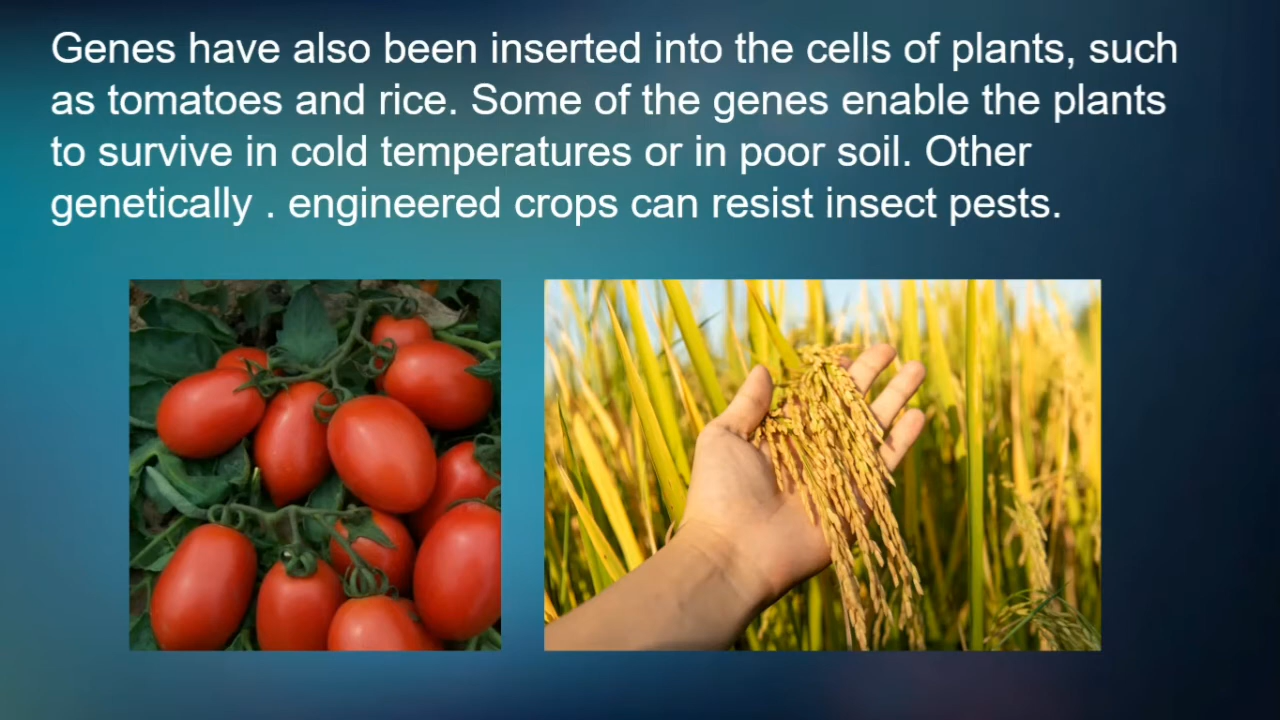 Genes have also been inserted into the cells of plants, such
as tomatoes and rice. Some of the genes enable the plants
to survive in cold temperatures or in poor soil. Other
genetically . engineered crops can resist insect pests.